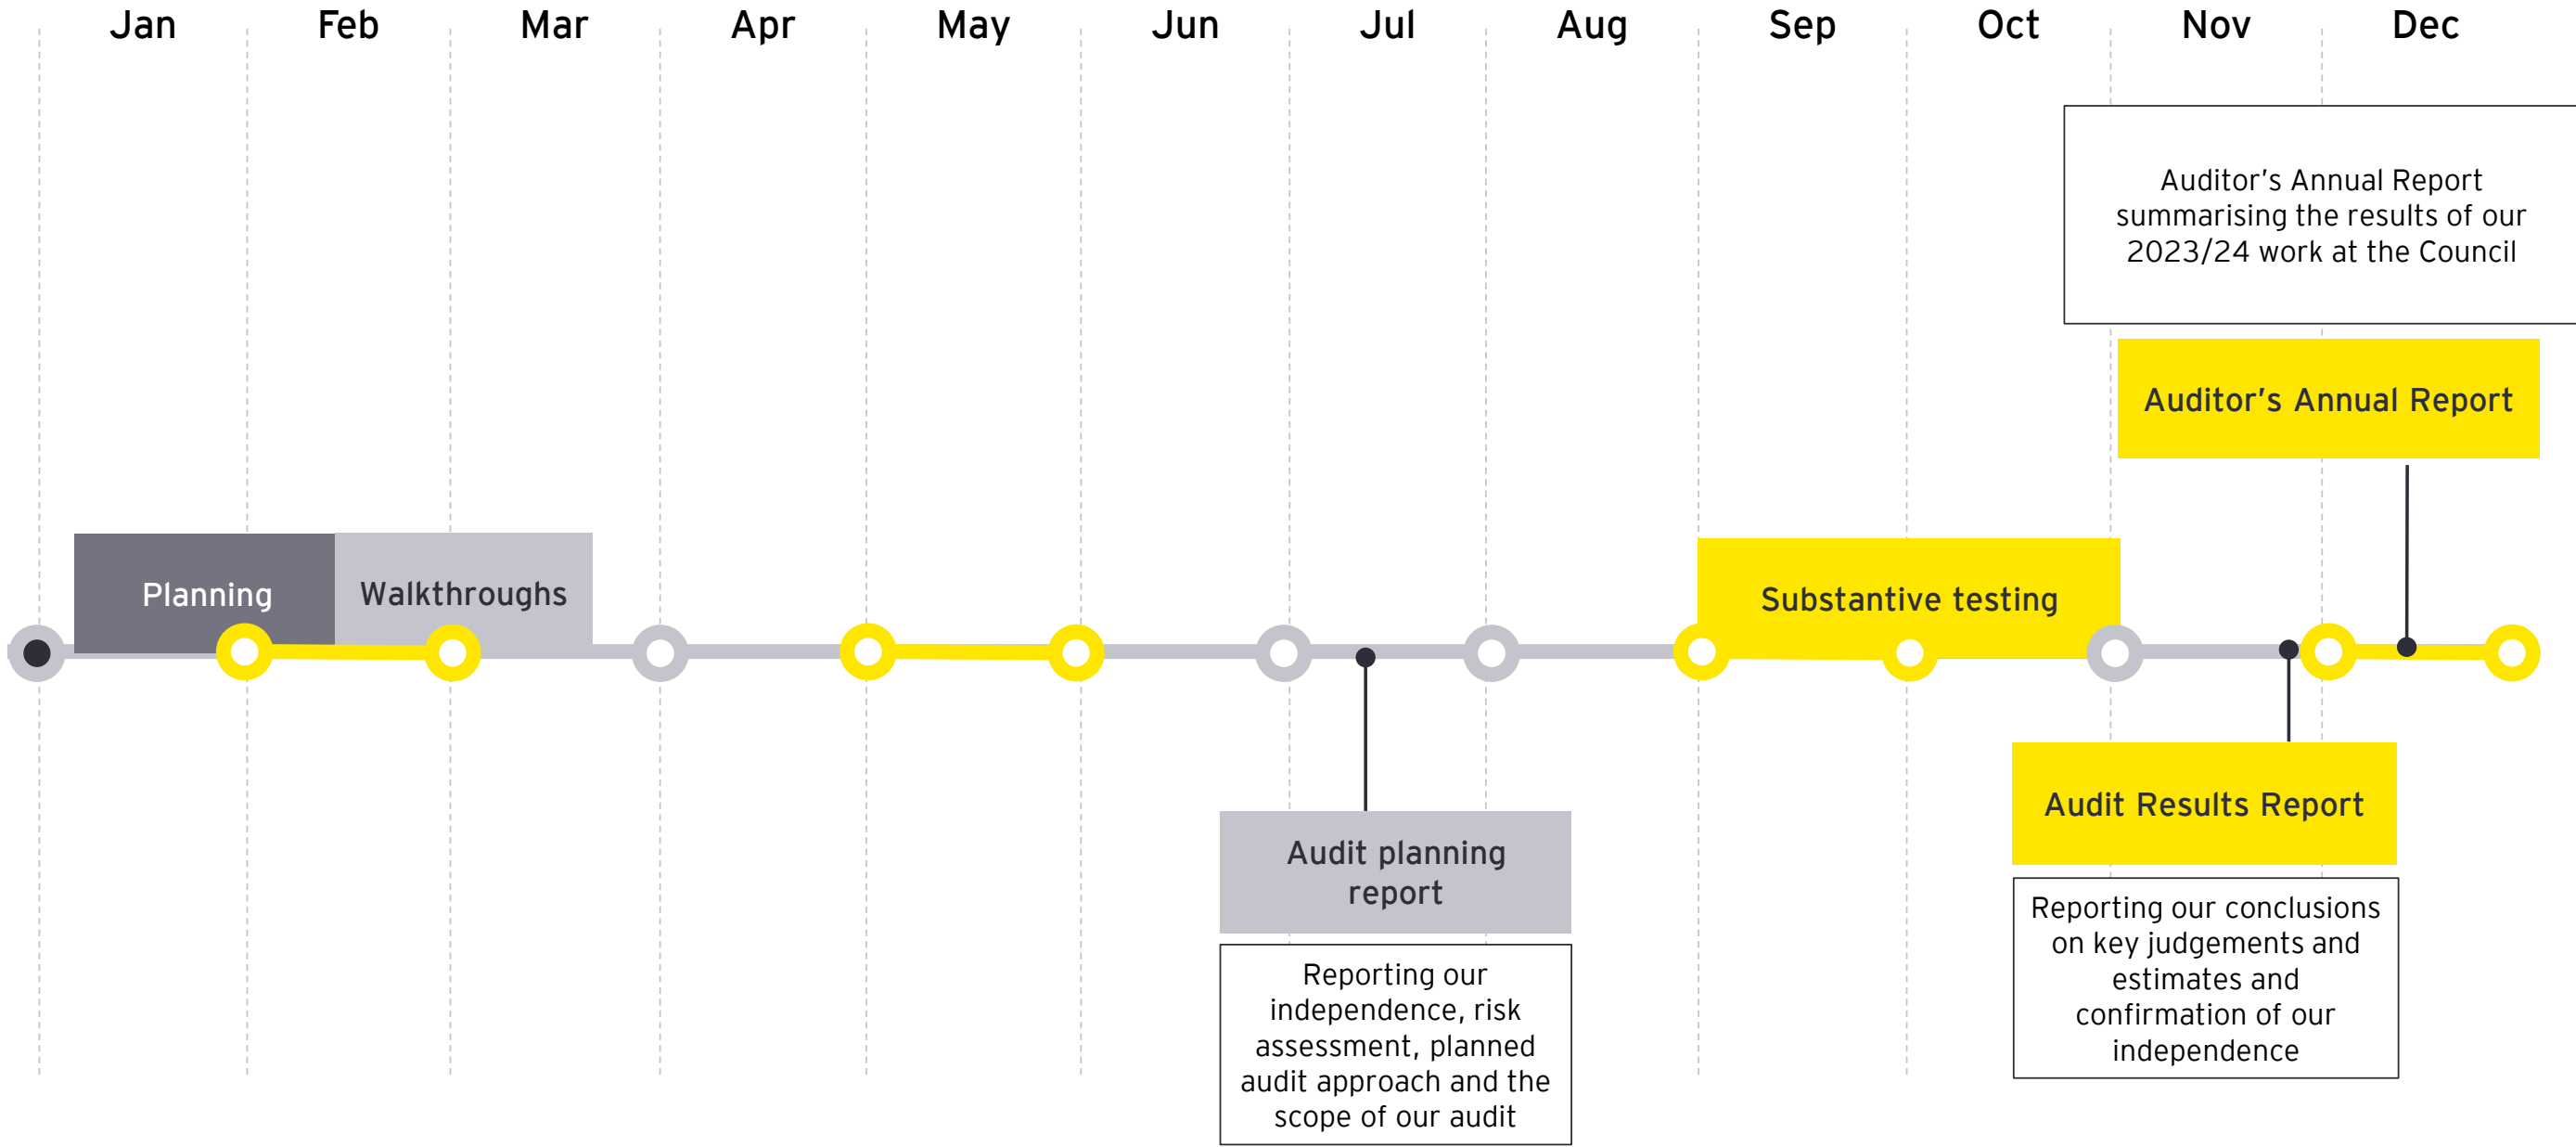 Jan Feb Mar Apr May Jun Jul Aug Sep Oct Nov Dec
Auditor's Annual Report
summarising the results of our
2023/24 work at the Council
Auditor's Annual Report
Planning
Walkthroughs
Substantive testing
Audit planning
report
Reporting our
independence, risk
assessment, planned
audit approach and the
scope of our audit
Audit Results Report
Reporting our conclusions
on key judgements and
estimates and
confirmation of our
independence